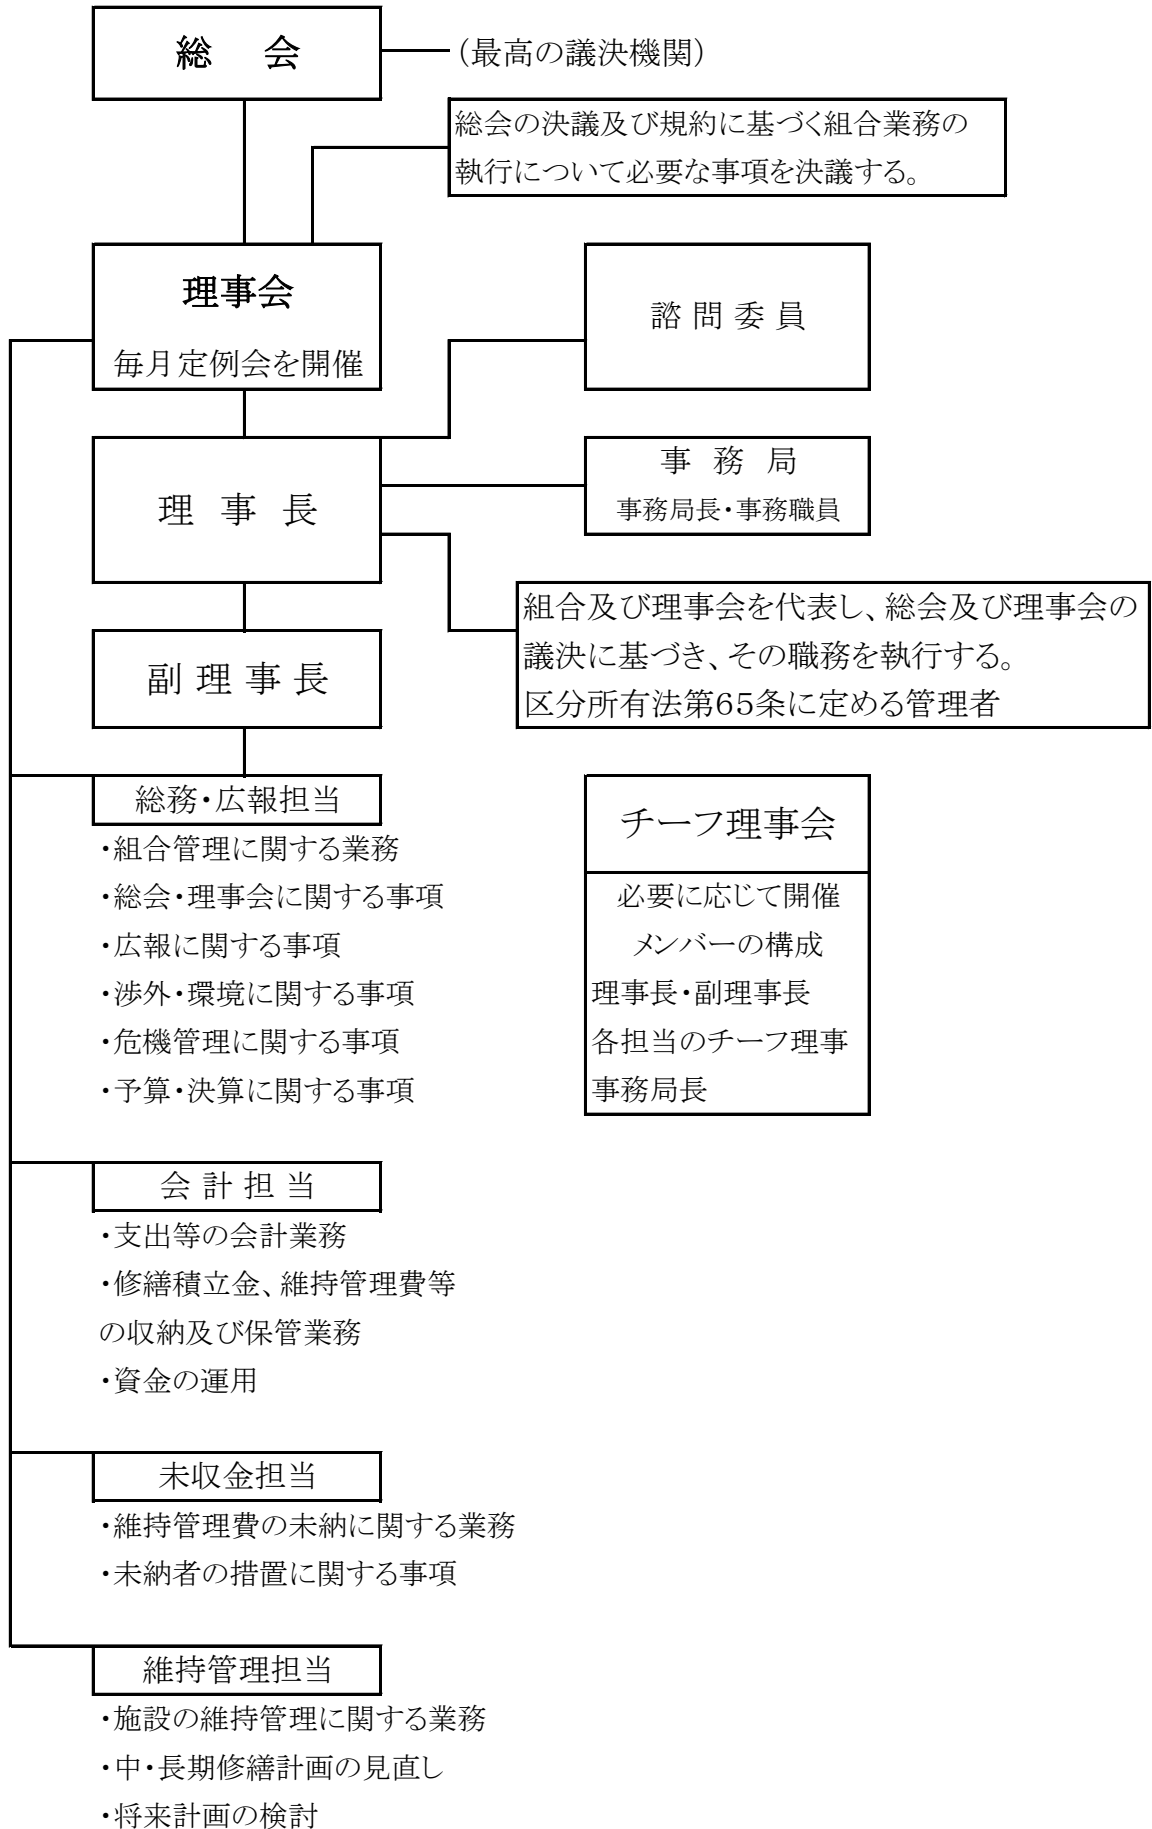 総　会
（最高の議決機関）
総会の決議及び規約に基づく組合業務の
執行について必要な事項を決議する。
理事会
毎月定例会を開催
諮 問 委 員
理　事　長
事　務　局
事務局長・事務職員
組合及び理事会を代表し、総会及び理事会の
議決に基づき、その職務を執行する。
区分所有法第65条に定める管理者
副 理 事 長
総務・広報担当
・組合管理に関する業務
・総会・理事会に関する事項
・広報に関する事項
・渉外・環境に関する事項
・危機管理に関する事項
・予算・決算に関する事項
チーフ理事会
必要に応じて開催
メンバーの構成
理事長・副理事長
各担当のチーフ理事
事務局長
会 計 担 当
・支出等の会計業務
・修繕積立金、維持管理費等
の収納及び保管業務
・資金の運用
未収金担当
・維持管理費の未納に関する業務
・未納者の措置に関する事項
維持管理担当
・施設の維持管理に関する業務
・中・長期修繕計画の見直し
・将来計画の検討